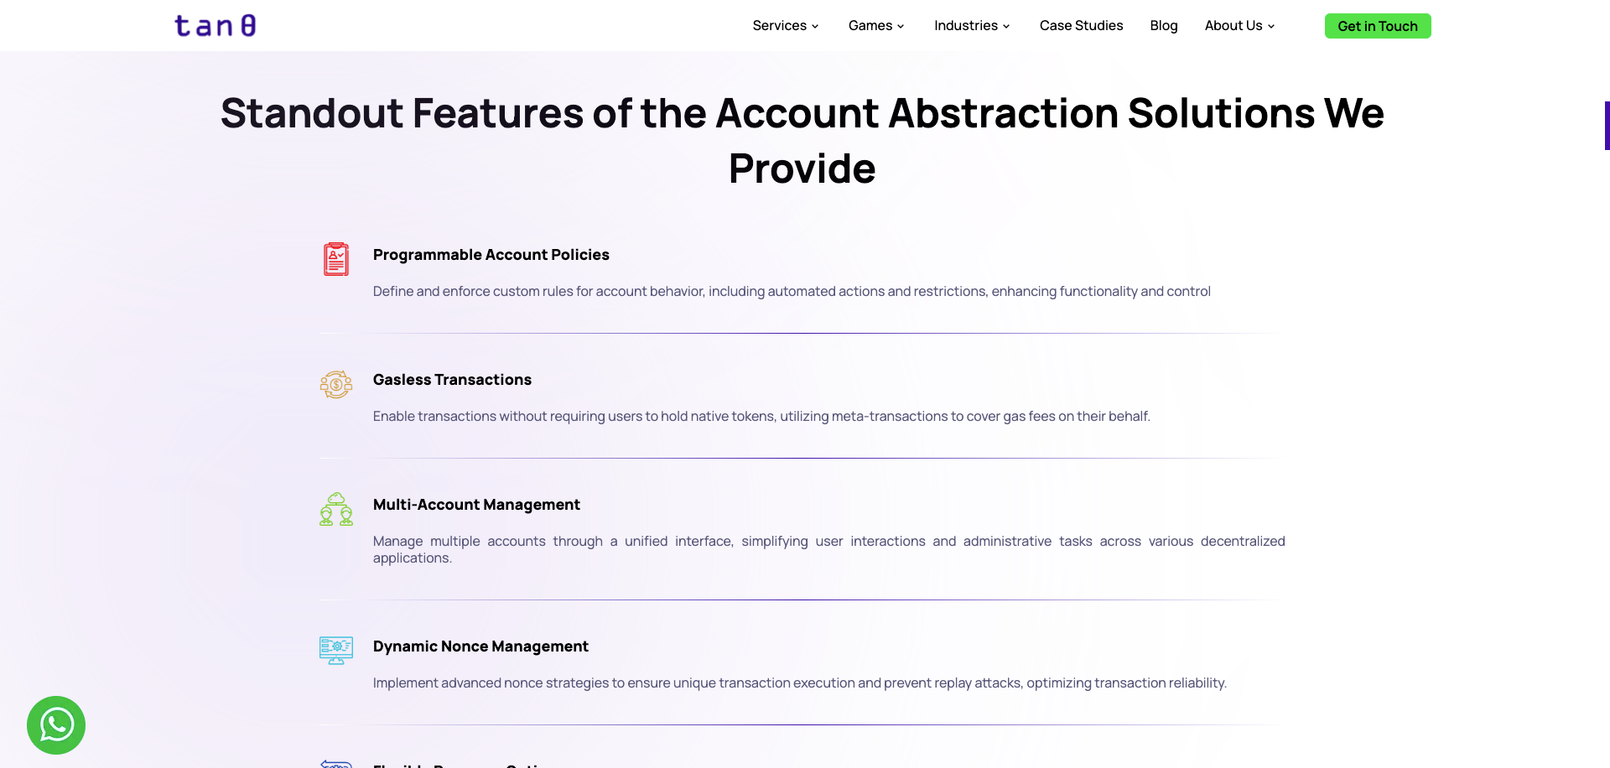 tanθ
Services
Games
Industries
Case Studies
Blog
About Us
Get in Touch
Standout Features of the Account Abstraction Solutions We
Provide
Programmable Account Policies
Define and enforce custom rules for account behavior, including automated actions and restrictions, enhancing functionality and control
Gasless Transactions
Enable transactions without requiring users to hold native tokens, utilizing meta-transactions to cover gas fees on their behalf.
Multi-Account Management
Manage multiple accounts through a unified interface, simplifying user interactions and administrative tasks across various decentralized
applications.
Dynamic Nonce Management
Implement advanced nonce strategies to ensure unique transaction execution and prevent replay attacks, optimizing transaction reliability.